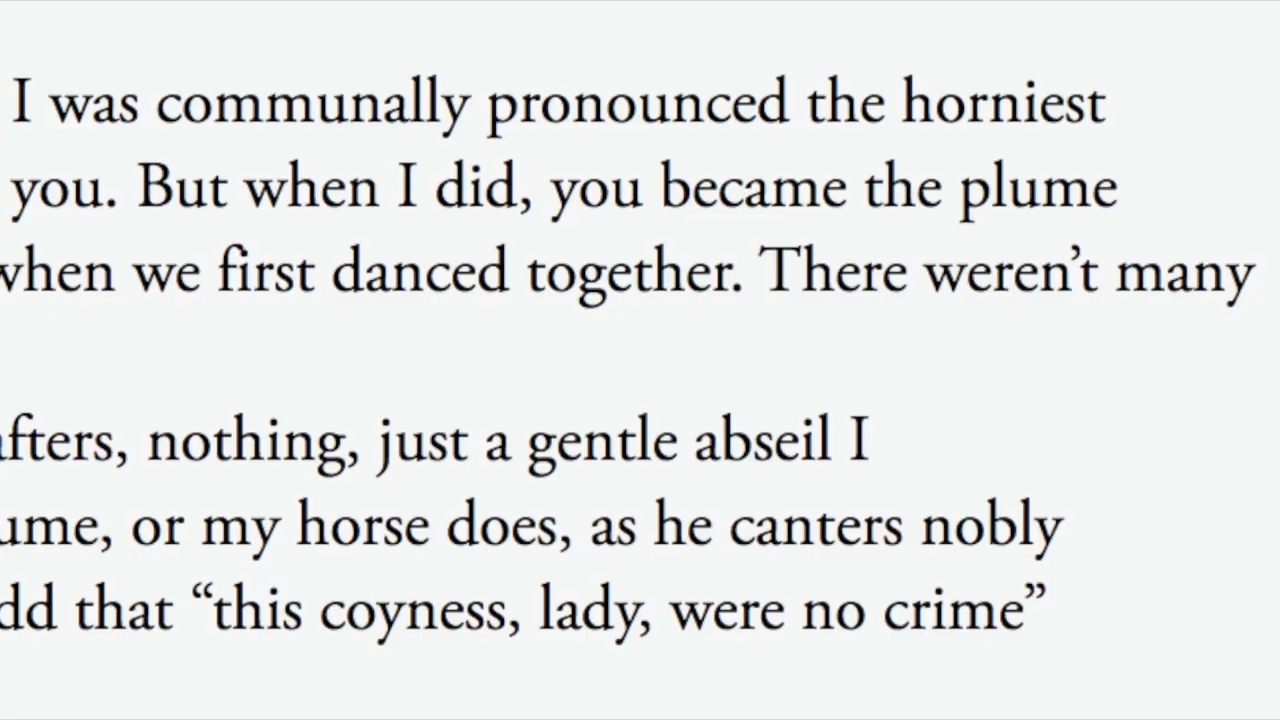 I was communally pronounced the horniest
you. But when I did, you became the plume
when we first danced together. There weren’t many
afters, nothing, just a gentle abseil I
ume, or my horse does, as he canters nobly
dd that “this coyness, lady, were no crime”